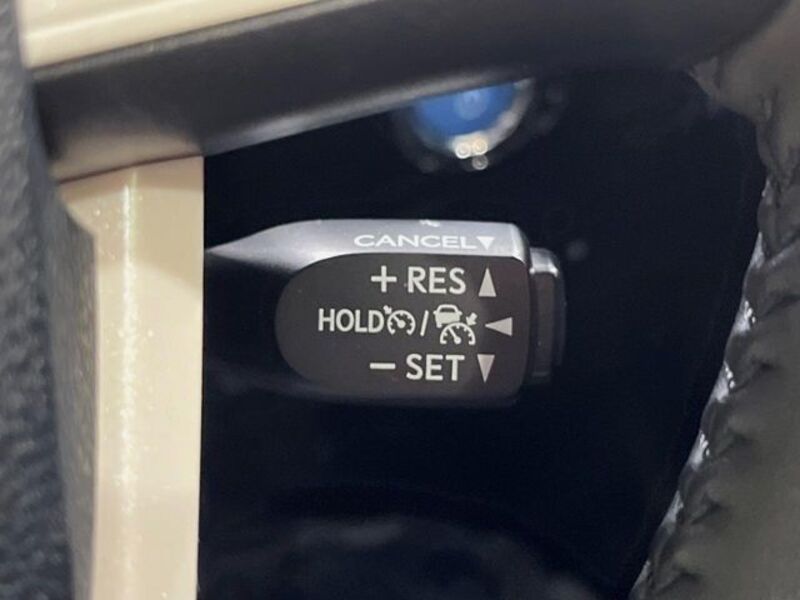 CANCEL▼
+ RES ▲
HOLD / ◀
− SET ▼